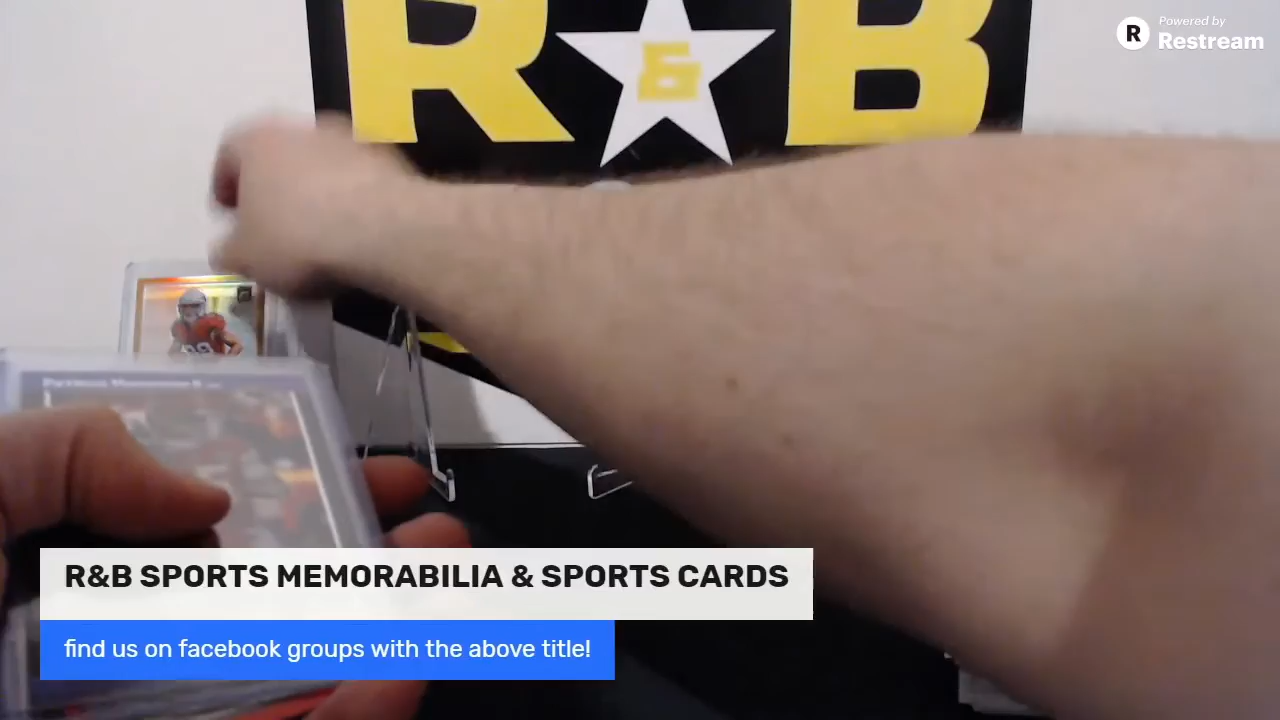 R & B
R Powered by
Restream
R&B SPORTS MEMORABILIA & SPORTS CARDS
find us on facebook groups with the above title!